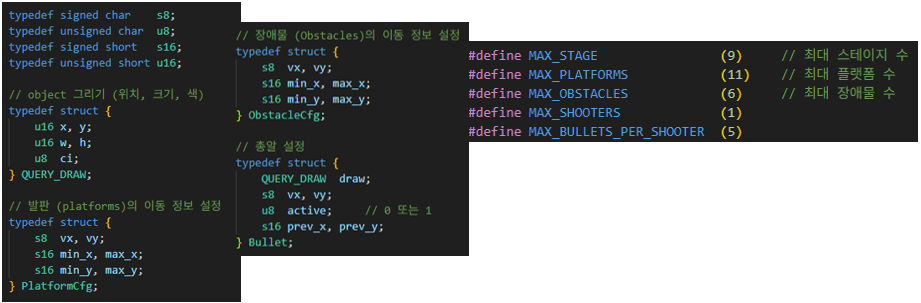 typedef signed char    s8;
typedef unsigned char  u8;
typedef signed short   s16;
typedef unsigned short u16;
// object 그리기 (위치, 크기, 색)
typedef struct {
    u16 x, y;
    u16 w, h;
    u8  ci;
} QUERY_DRAW;
// 발판 (platforms)의 이동 정보 설정
typedef struct {
    s8  vx, vy;
    s16 min_x, max_x;
    s16 min_y, max_y;
} PlatformCfg;
// 장애물 (Obstacles)의 이동 정보 설정
typedef struct {
    s8  vx, vy;
    s16 min_x, max_x;
    s16 min_y, max_y;
} ObstacleCfg;
// 총알 설정
typedef struct {
    QUERY_DRAW  draw;
    s8  vx, vy;
    u8  active;    // 0 또는 1
    s16 prev_x, prev_y;
} Bullet;
#define MAX_STAGE               (9)     // 최대 스테이지 수
#define MAX_PLATFORMS           (11)    // 최대 플랫폼 수
#define MAX_OBSTACLES           (6)     // 최대 장애물 수
#define MAX_SHOOTERS            (1)
#define MAX_BULLETS_PER_SHOOTER (5)